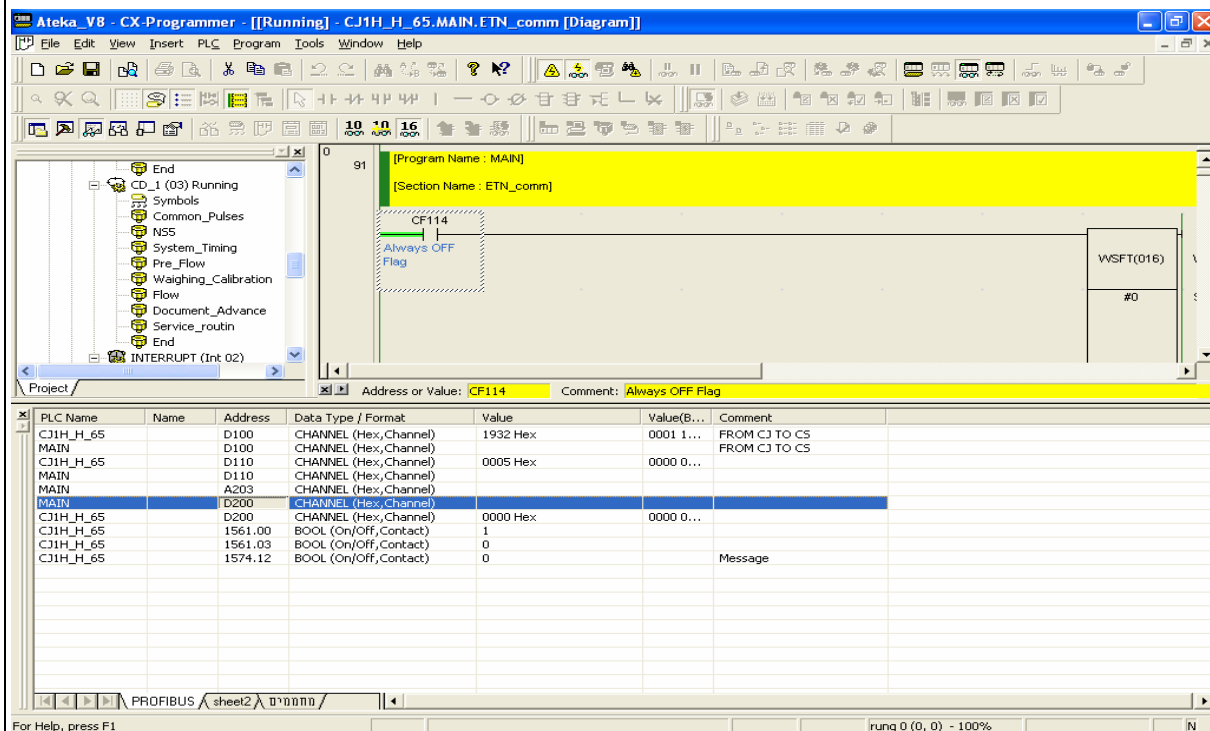 Ateka_V8 - CX-Programmer - [[Running] - CJ1H_H_65.MAIN.ETN_comm [Diagram]]
File Edit View Insert PLC Program Tools Window Help
10 10 16
End
CD_1 (03) Running
Symbols
Common_Pulses
NS5
System_Timing
Pre_Flow
Waighing_Calibration
Flow
Document_Advance
Service_routin
End
INTERRUPT (Int 02)
Project
0
91
[Program Name : MAIN]
[Section Name : ETN_comm]
CF114
Always OFF
Flag
WSFT(016)
#0
Address or Value: CF114 Comment: Always OFF Flag
PLC Name Name Address Data Type / Format Value Value(B... Comment
CJ1H_H_65 D100 CHANNEL (Hex,Channel) 1932 Hex 0001 1... FROM CJ TO CS
MAIN D100 CHANNEL (Hex,Channel) FROM CJ TO CS
CJ1H_H_65 D110 CHANNEL (Hex,Channel) 0005 Hex 0000 0...
MAIN D110 CHANNEL (Hex,Channel)
MAIN A203 CHANNEL (Hex,Channel)
MAIN D200 CHANNEL (Hex,Channel)
CJ1H_H_65 D200 CHANNEL (Hex,Channel) 0000 Hex 0000 0...
CJ1H_H_65 1561.00 BOOL (On/Off,Contact) 1
CJ1H_H_65 1561.03 BOOL (On/Off,Contact) 0
CJ1H_H_65 1574.12 BOOL (On/Off,Contact) 0 Message
PROFIBUS sheet2 מחממים
For Help, press F1 rung 0 (0, 0) - 100% N